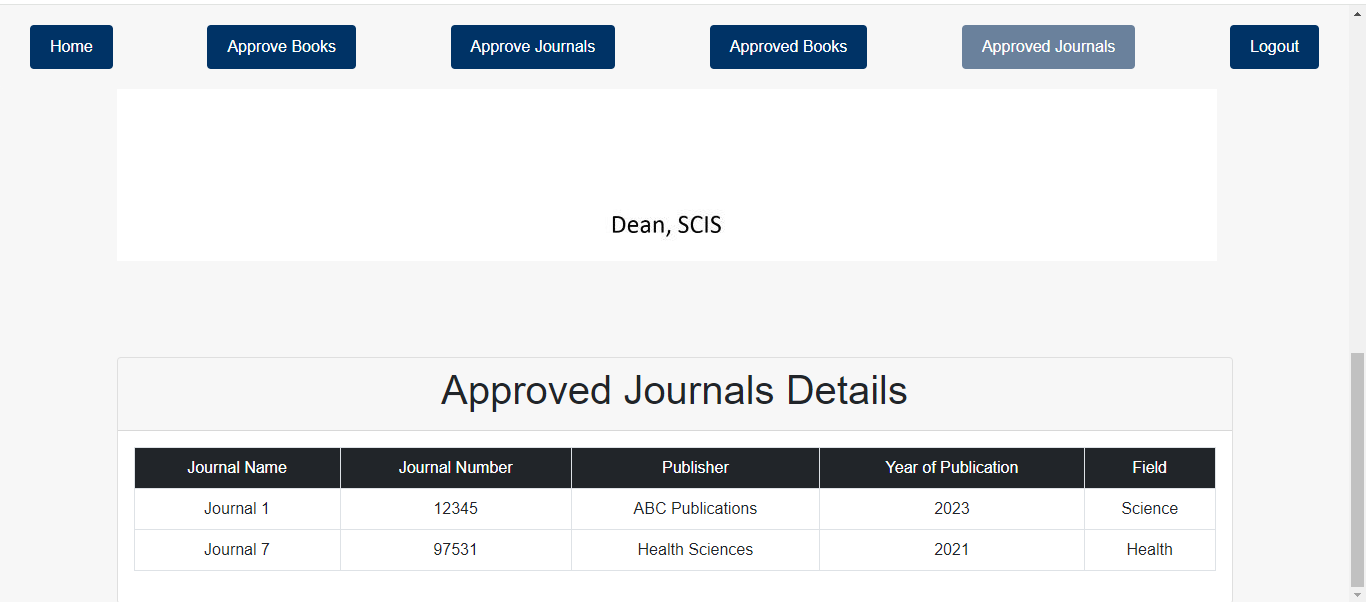 Home Approve Books Approve Journals Approved Books Approved Journals Logout
Dean, SCIS
Approved Journals Details
Journal Name Journal Number Publisher Year of Publication Field
Journal 1 12345 ABC Publications 2023 Science
Journal 7 97531 Health Sciences 2021 Health